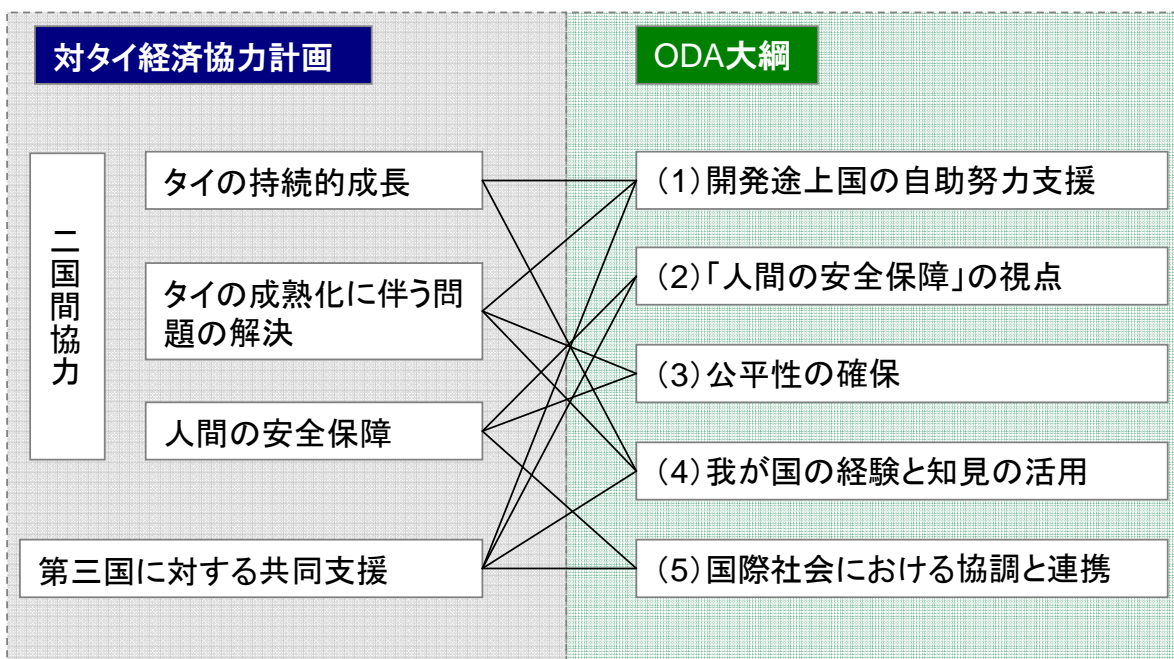 対タイ経済協力計画
ODA大綱
二国間協力
タイの持続的成長
タイの成熟化に伴う問
題の解決
人間の安全保障
第三国に対する共同支援
(1)開発途上国の自助努力支援
(2)「人間の安全保障」の視点
(3)公平性の確保
(4)我が国の経験と知見の活用
(5)国際社会における協調と連携